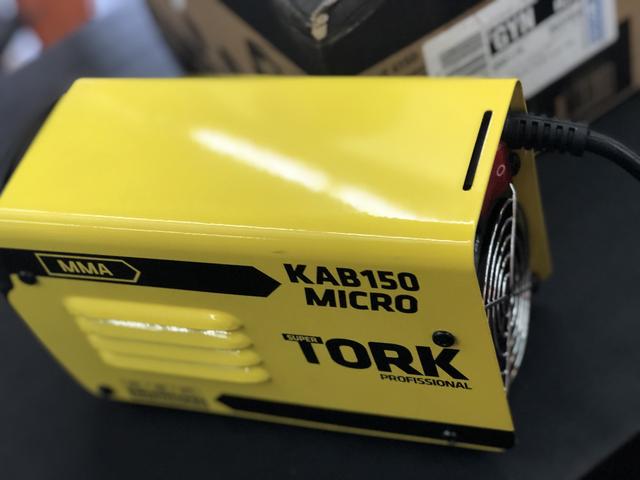 GYN
MMA
KAB150
MICRO
SUPER
TORK
PROFISSIONAL